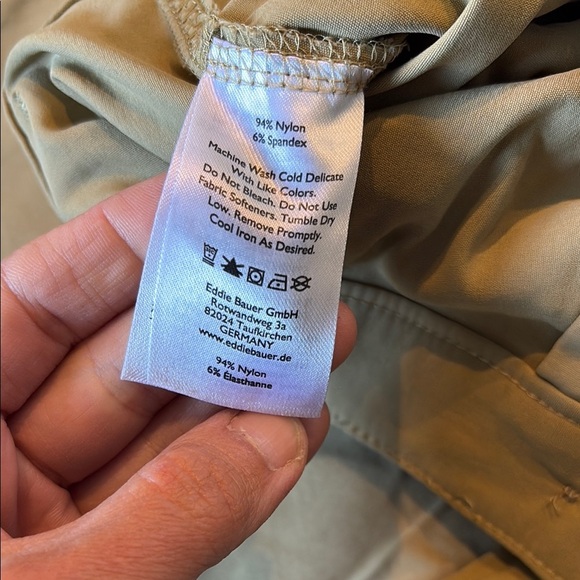 94% Nylon
6% Spandex
Machine Wash Cold Delicate
With Like Colors.
Do Not Bleach. Do Not Use
Fabric Softeners. Tumble Dry
Low. Remove Promptly.
Cool Iron As Desired.
Eddie Bauer GmbH
Rotwandweg 3a
82024 Taufkirchen
GERMANY
www.eddiebauer.de
94% Nylon
6% Élasthanne